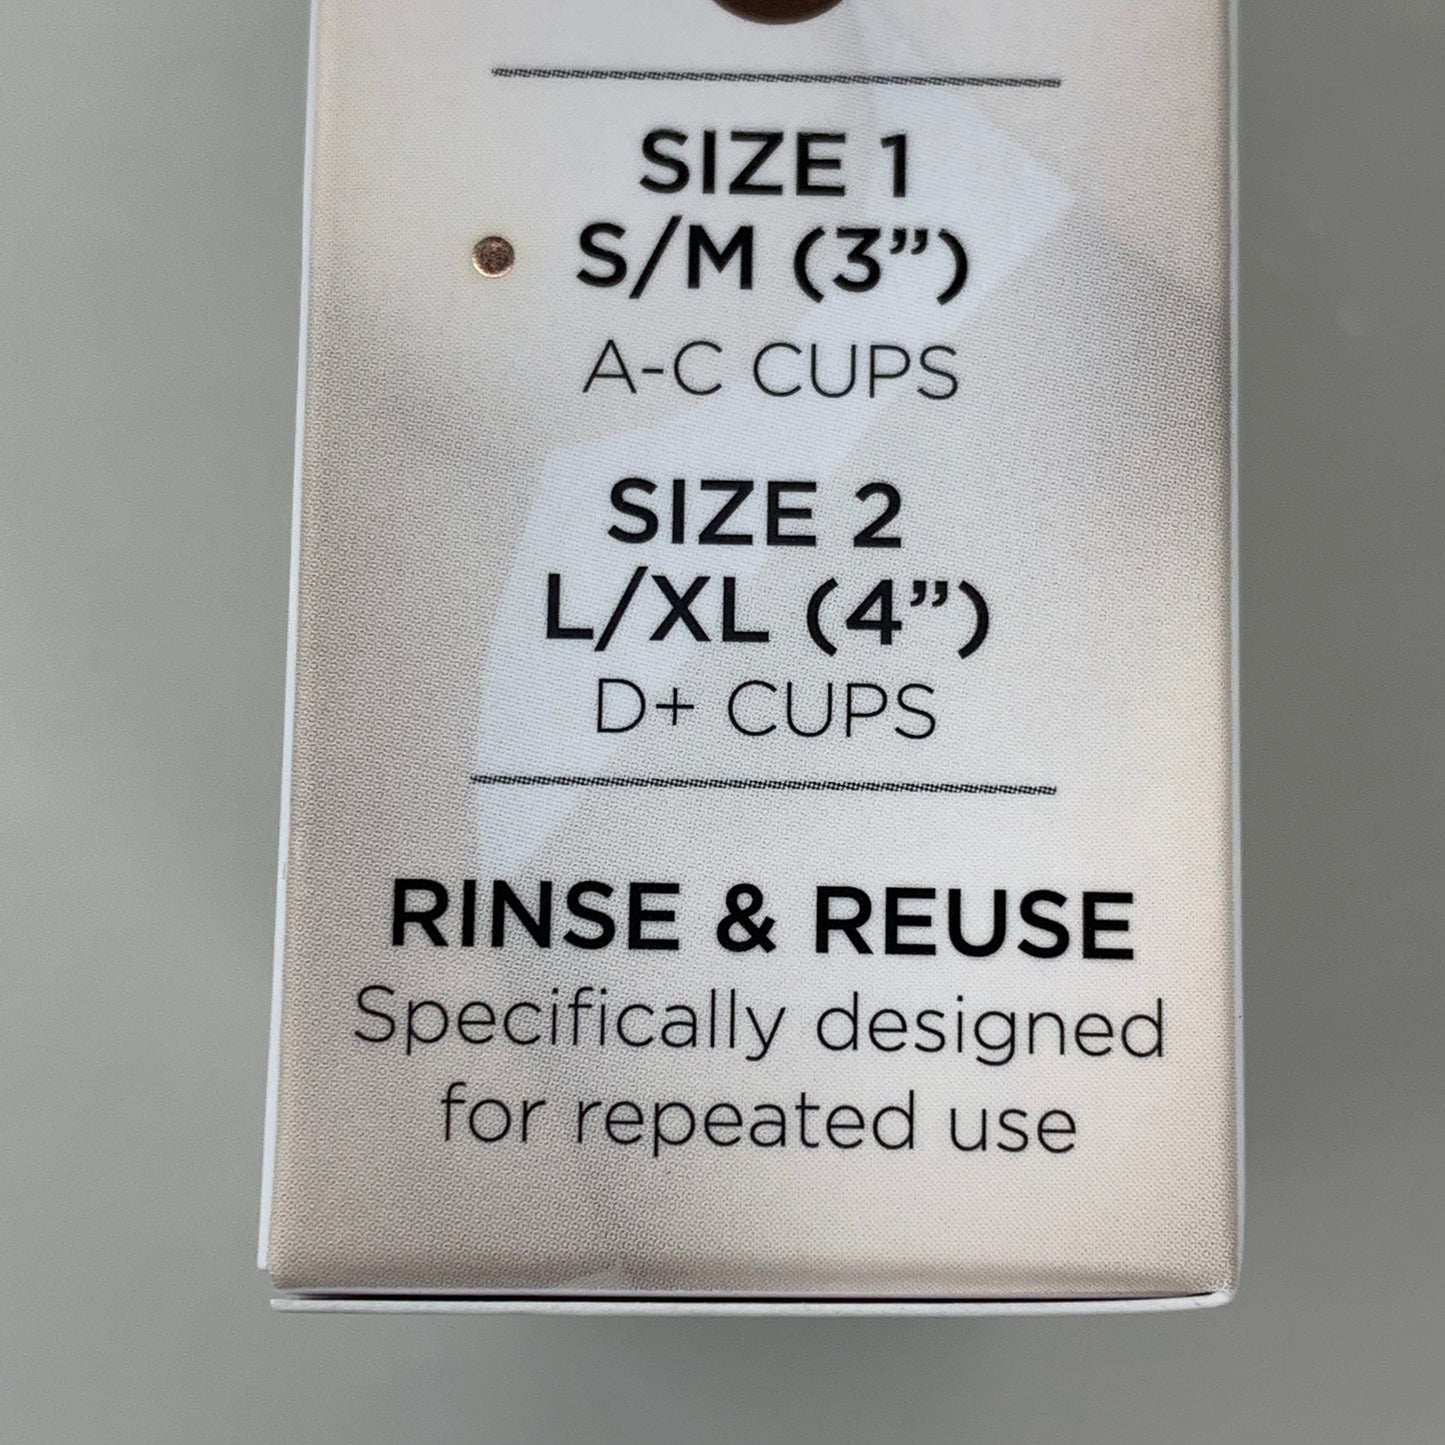 SIZE 1
S/M (3”)
A-C CUPS
SIZE 2
L/XL (4”)
D+ CUPS
RINSE & REUSE
Specifically designed
for repeated use